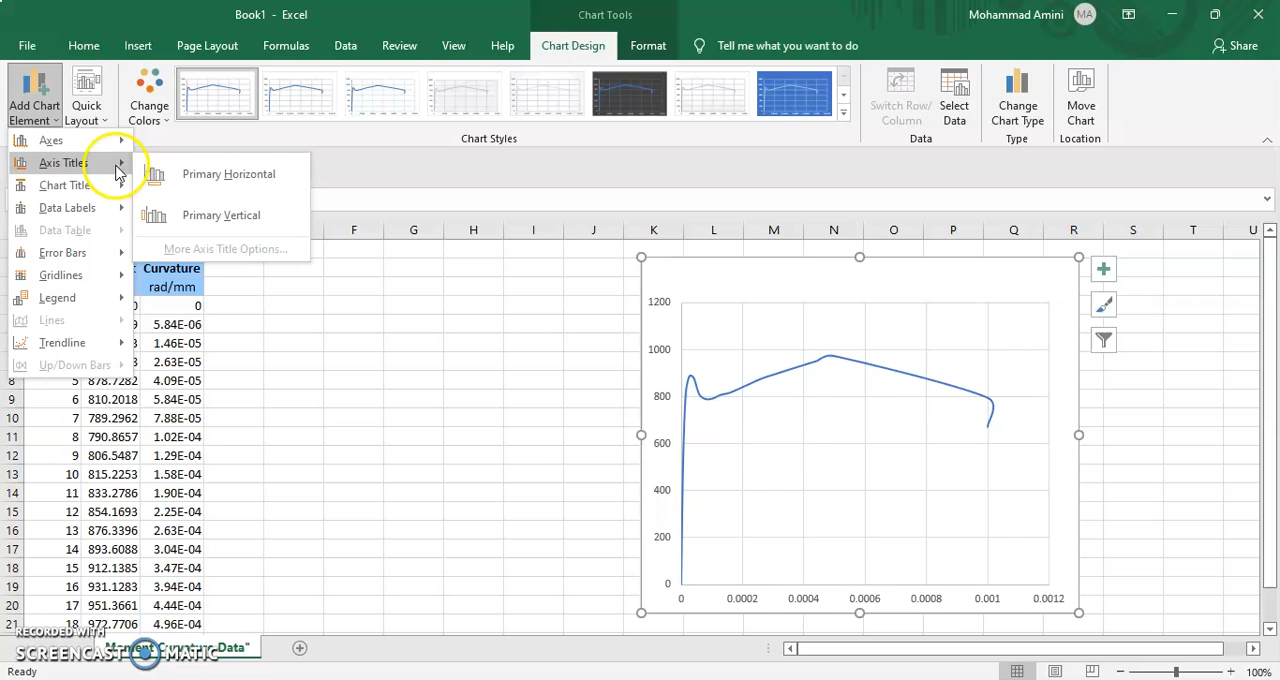 Book1 - Excel
Chart Tools
Mohammad Amini
MA
File Home Insert Page Layout Formulas Data Review View Help Chart Design Format Tell me what you want to do Share
Add Chart Element
Quick Layout
Change Colors
Chart Styles
Switch Row/ Column
Select Data
Data
Change Chart Type
Type
Move Chart
Location
Axes
Axis Titles
Chart Title
Data Labels
Data Table
Error Bars
Gridlines
Legend
Lines
Trendline
Up/Down Bars
Primary Horizontal
Primary Vertical
More Axis Title Options...
F G H I J K L M N O P Q R S T U
Curvature
rad/mm
0 0
9 5.84E-06
3 1.46E-05
3 2.63E-05
8 5 878.7282 4.09E-05
9 6 810.2018 5.84E-05
10 7 789.2962 7.88E-05
11 8 790.8657 1.02E-04
12 9 806.5487 1.29E-04
13 10 815.2253 1.58E-04
14 11 833.2786 1.90E-04
15 12 854.1693 2.25E-04
16 13 876.3396 2.63E-04
17 14 893.6088 3.04E-04
18 15 912.1385 3.47E-04
19 16 931.1283 3.94E-04
20 17 951.3661 4.44E-04
21 18 972.7706 4.96E-04
1200
1000
800
600
400
200
0
0 0.0002 0.0004 0.0006 0.0008 0.001 0.0012
RECORDED WITH
SCREENCAST MATIC
Curvature Data"
Ready
100%